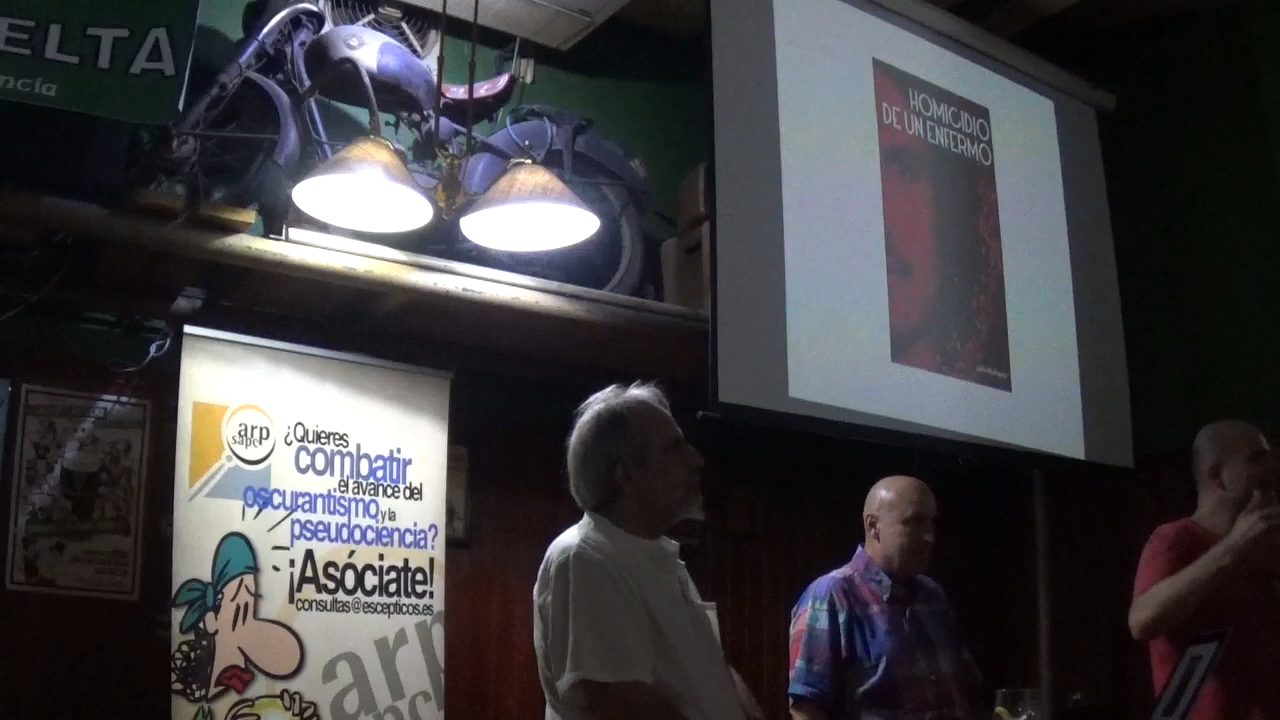 ELTA
ncia
HOMICIDIO
DE UN ENFERMO
arp
sapc
¿Quieres
combatir
el avance del
oscurantismo y la
pseudociencia?
¡Asóciate!
consultas@escepticos.es
arp